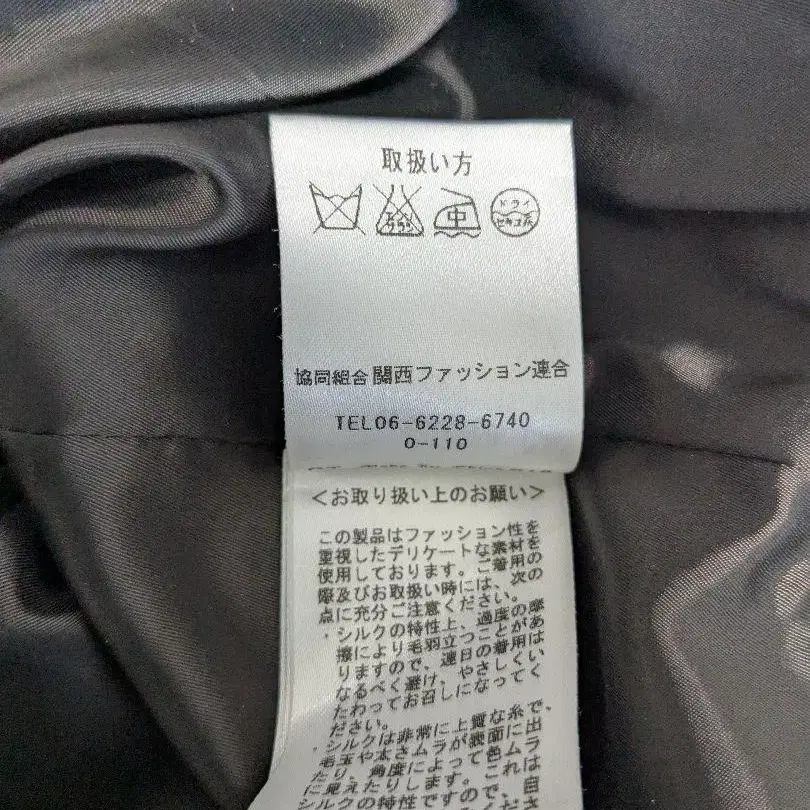 取扱い方
エンソ
サラシ
中
ドライ
セキユ系
協同組合 関西ファッション連合
TEL06-6228-6740
O-110
<お取り扱い上のお願い>
この製品はファッション性を
重視したデリケートな素材を
使用しております。ご着用の
際及びお取扱い時には、次の
点に充分ご注意ください。
・シルクの特性上、過度の摩
擦により毛羽立つことがあ
りますので、連日の着用は
なるべく避け、やさしくい
たわってお召しになってく
ださい。
・シルクは非常に上質な糸で、
毛玉や太さムラが表面に出
たり、角度によって色ムラ
に見えたりします。これは
シルクの特性ですので、自